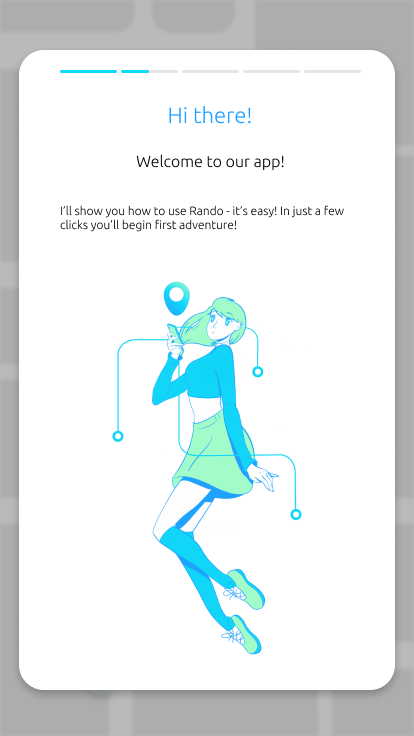 Hi there!
Welcome to our app!
I'll show you how to use Rando - it's easy! In just a few
clicks you'll begin first adventure!